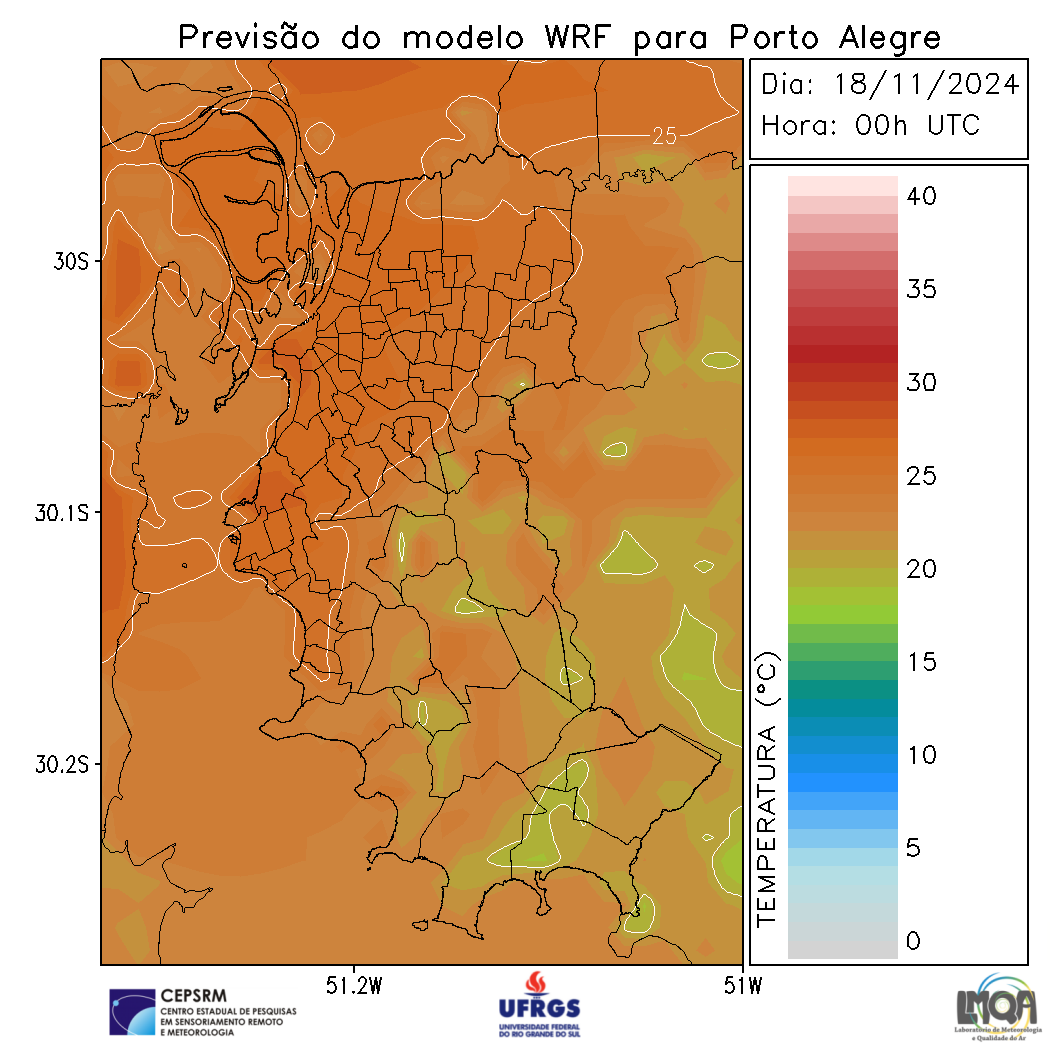 Previsão do modelo WRF para Porto Alegre
Dia: 18/11/2024
Hora: 00h UTC
25
30S
30.1S
30.2S
51.2W
51W
TEMPERATURA (°C)
40
35
30
25
20
15
10
5
0
CEPSRM
CENTRO ESTADUAL DE PESQUISAS
EM SENSORIAMENTO REMOTO
E METEOROLOGIA
UFRGS
UNIVERSIDADE FEDERAL
DO RIO GRANDE DO SUL
LMQA
Laboratório de Meteorologia
e Qualidade do Ar